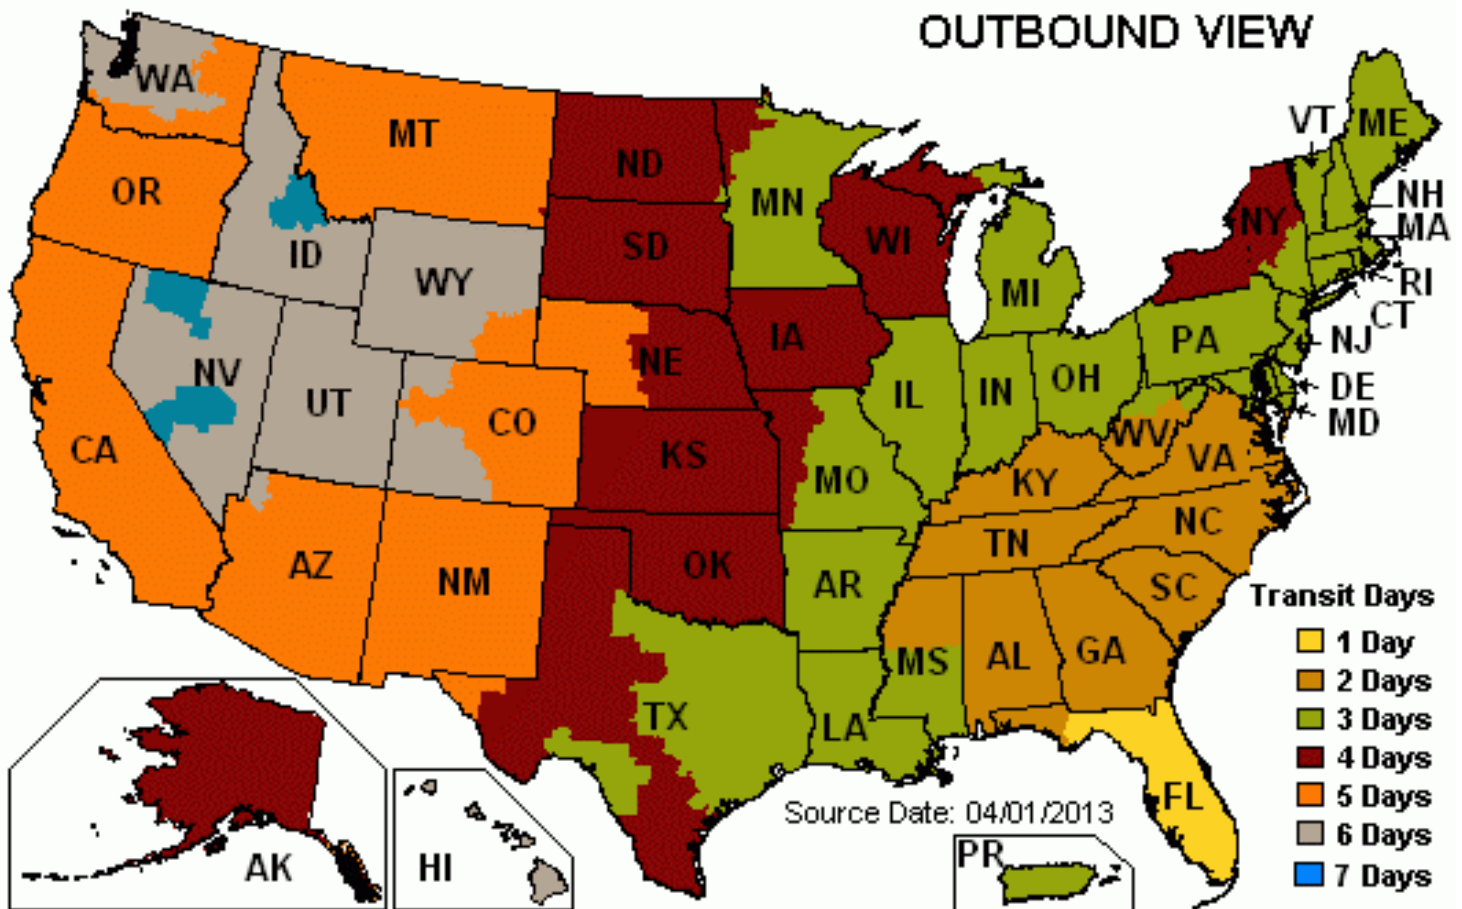 OUTBOUND VIEW
WA
MT
ND
MN
VT
ME
OR
ID
SD
WI
NY
NH
MA
WY
MI
RI
CT
NV
UT
CO
NE
IA
IL
IN
OH
PA
NJ
DE
MD
CA
KS
MO
KY
WV
VA
AZ
NM
OK
AR
TN
NC
SC
TX
LA
MS
AL
GA
FL
AK
HI
PR
Transit Days
1 Day
2 Days
3 Days
4 Days
5 Days
6 Days
7 Days
Source Date: 04/01/2013